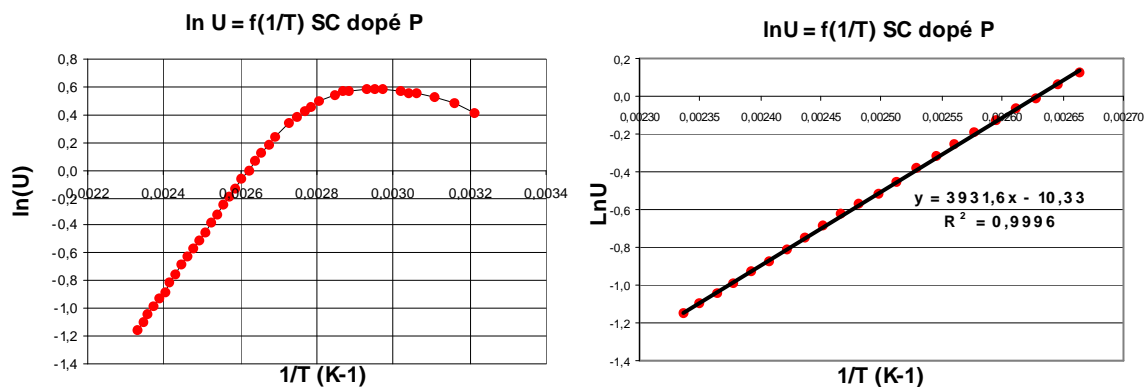 ln U = f(1/T) SC dopé P
0,8
0,6
0,4
0,2
0,0
-0,2
-0,4
-0,6
-0,8
-1,0
-1,2
-1,4
0,0022 0,0024 0,0026 0,0028 0,0030 0,0032 0,0034
ln(U)
1/T (K-1)
lnU = f(1/T) SC dopé P
0,2
0,0
-0,2
-0,4
-0,6
-0,8
-1,0
-1,2
-1,4
0,00230 0,00235 0,00240 0,00245 0,00250 0,00255 0,00260 0,00265 0,00270
y = 3931,6x - 10,33
R² = 0,9996
LnU
1/T (K-1)